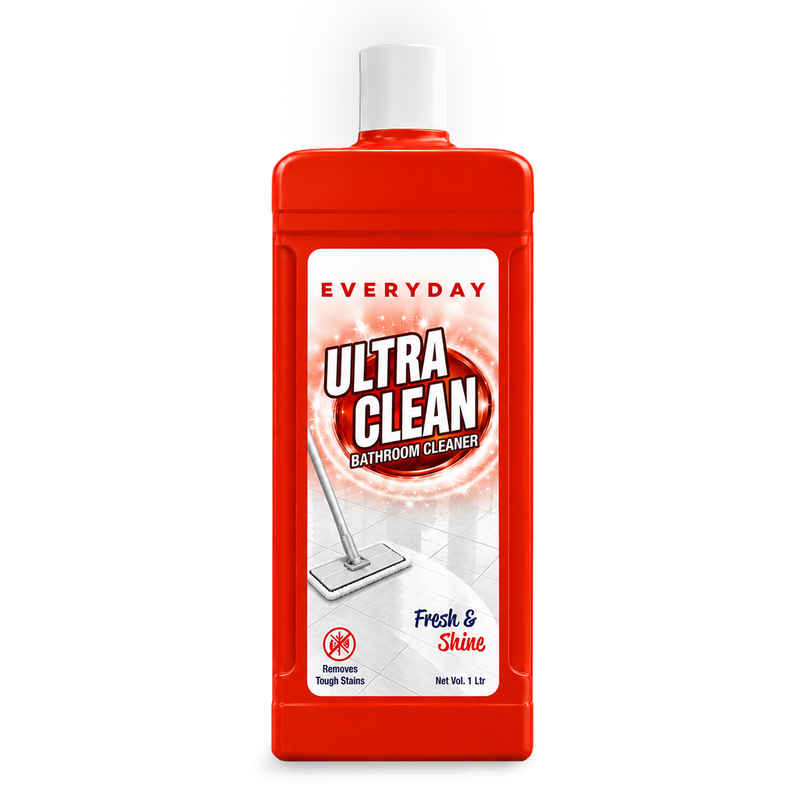 EVERYDAY
ULTRA
CLEAN
BATHROOM CLEANER
Fresh &
Shine
Removes
Tough Stains
Net Vol. 1 Ltr